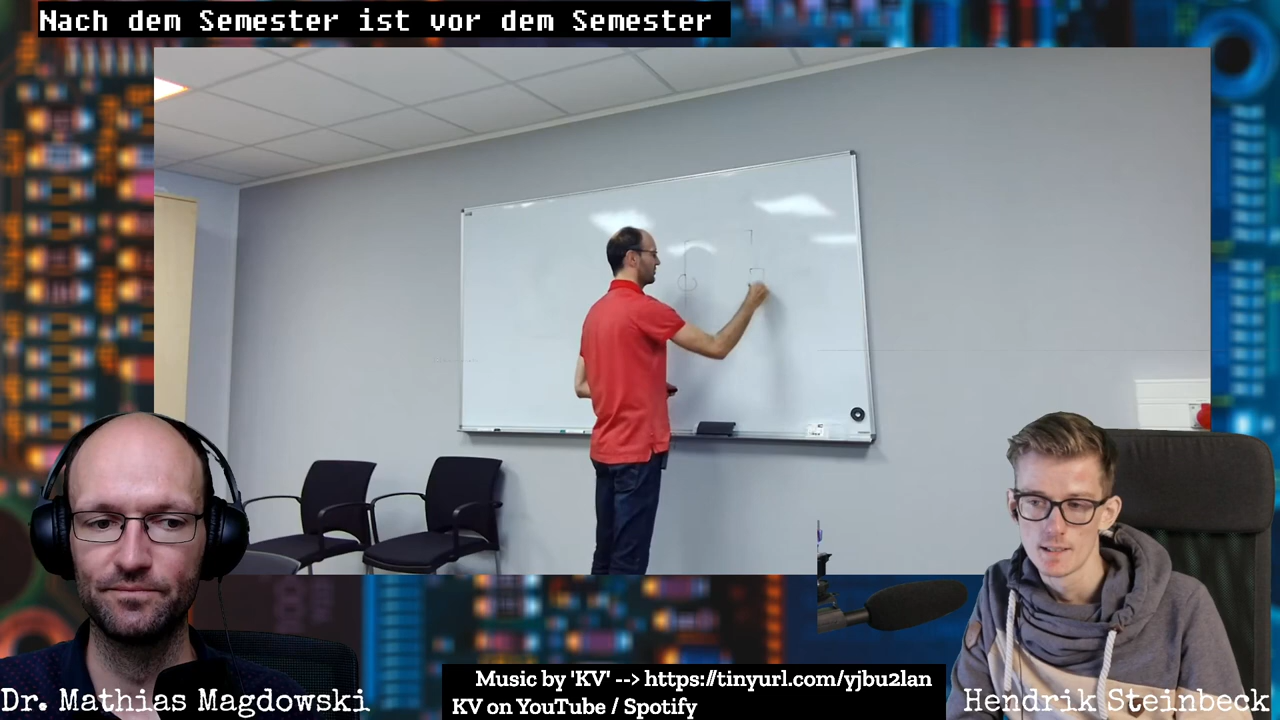 Nach dem Semester ist vor dem Semester
Music by 'KV' --> https://tinyurl.com/yjbu2lan
KV on YouTube / Spotify
Dr. Mathias Magdowski
Hendrik Steinbeck